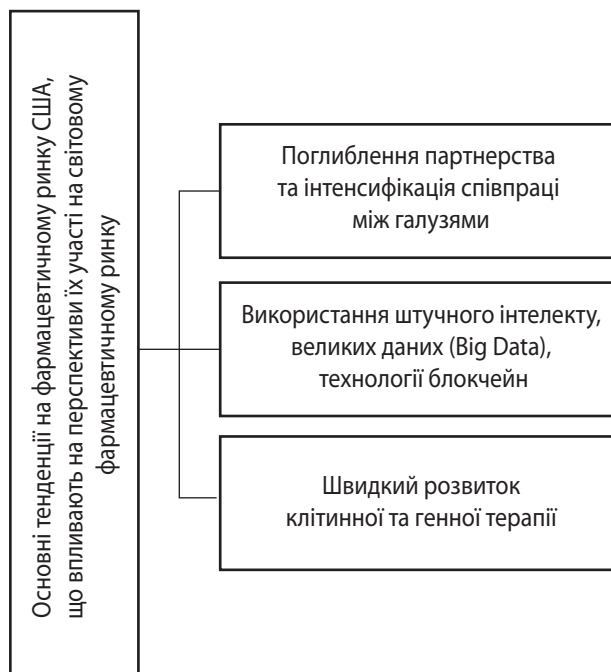 Основні тенденції на фармацевтичному ринку США,
що впливають на перспективи їх участі на світовому
фармацевтичному ринку
Поглиблення партнерства
та інтенсифікація співпраці
між галузями
Використання штучного інтелекту,
великих даних (Big Data),
технології блокчейн
Швидкий розвиток
клітинної та генної терапії